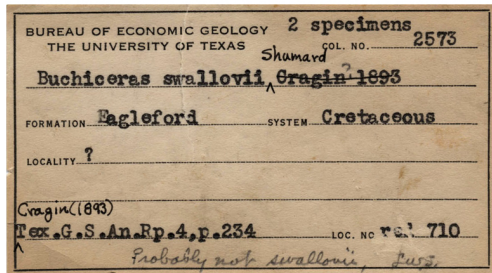 BUREAU OF ECONOMIC GEOLOGY 2 specimens
THE UNIVERSITY OF TEXAS COL. NO. 2573
Shumard ?
Buchiceras swallovii ^ Cragin 1893
FORMATION Eagleford SYSTEM Cretaceous
LOCALITY ?
Cragin (1893)
^ Tex.G.S.An.Rp.4,p.234 LOC. NO 710
Probably not swallovii,